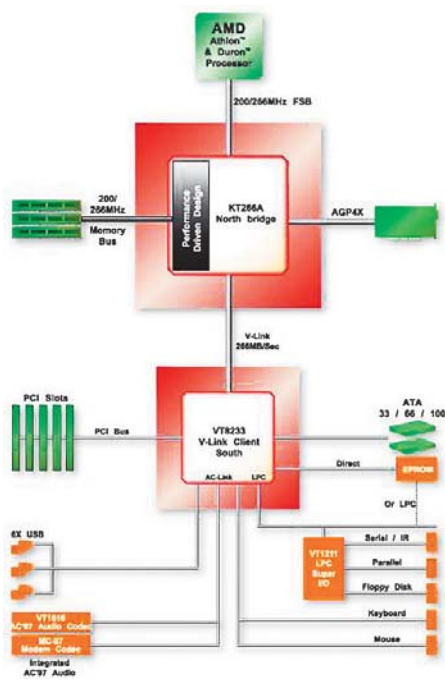 AMD
Athlon™
& Duron™
Processor
200/266MHz FSB
200/
266MHz
Memory
Bus
Performance
Driven Design
KT266A
North bridge
AGP4X
V-Link
266MB/Sec
PCI Slots
PCI Bus
VT8233
V-Link Client
South
AC-Link
LPC
ATA
33 / 66 / 100
Direct
EPROM
Or LPC
6X USB
VT1211
LPC
Super
I/O
Serial / IR
Parallel
Floppy Disk
Keyboard
Mouse
VT1616
AC'97 Audio Codec
MC-97
Modem Codec
Integrated
AC'97 Audio